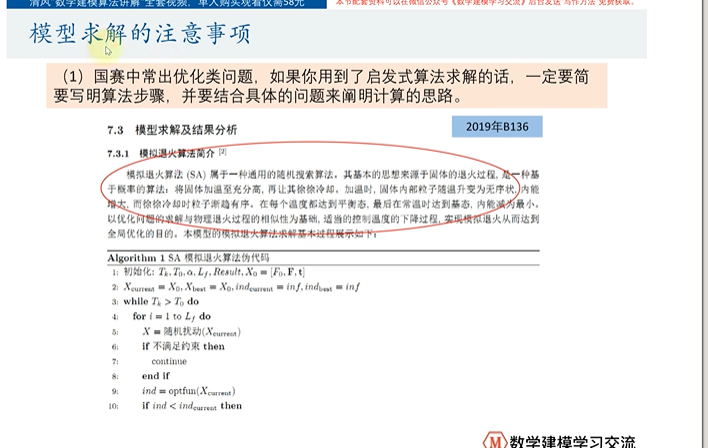 清风 数学建模算法讲解 全套视频，单人购买观看仅需58元
本节配套资料可以在微信公众号《数学建模学习交流》后台发送"写作方法"免费获取。
模型求解的注意事项
（1）国赛中常出优化类问题，如果你用到了启发式算法求解的话，一定要简
要写明算法步骤，并要结合具体的问题来阐明计算的思路。
2019年B136
7.3 模型求解及结果分析
7.3.1 模拟退火算法简介 [2]
模拟退火算法 (SA) 属于一种通用的随机搜索算法。其基本的思想来源于固体的退火过程，是一种基
于概率的算法：将固体加温至充分高，再让其徐徐冷却。加温时，固体内部粒子随温升变为无序状，内能
增大，而徐徐冷却时粒子渐趋有序。在每个温度都达到平衡态，最后在常温时达到基态，内能减为最小。
以优化问题的求解与物理退火过程的相似性为基础，适当的控制温度的下降过程，实现模拟退火从而达到
全局优化的目的。本模型的模拟退火算法求解基本过程展示如下：
Algorithm 1 SA 模拟退火算法伪代码
1: 初始化: T_k, T_0, α, L_f, Result, X_0 = [F_0, F, t]
2: X_current = X_0, X_best = X_0, ind_current = inf, ind_best = inf
3: while T_k > T_0 do
4: for i = 1 to L_f do
5: X = 随机扰动(X_current)
6: if 不满足约束 then
7: continue
8: end if
9: ind = optfun(X_current)
10: if ind < ind_current then
M 数学建模学习交流